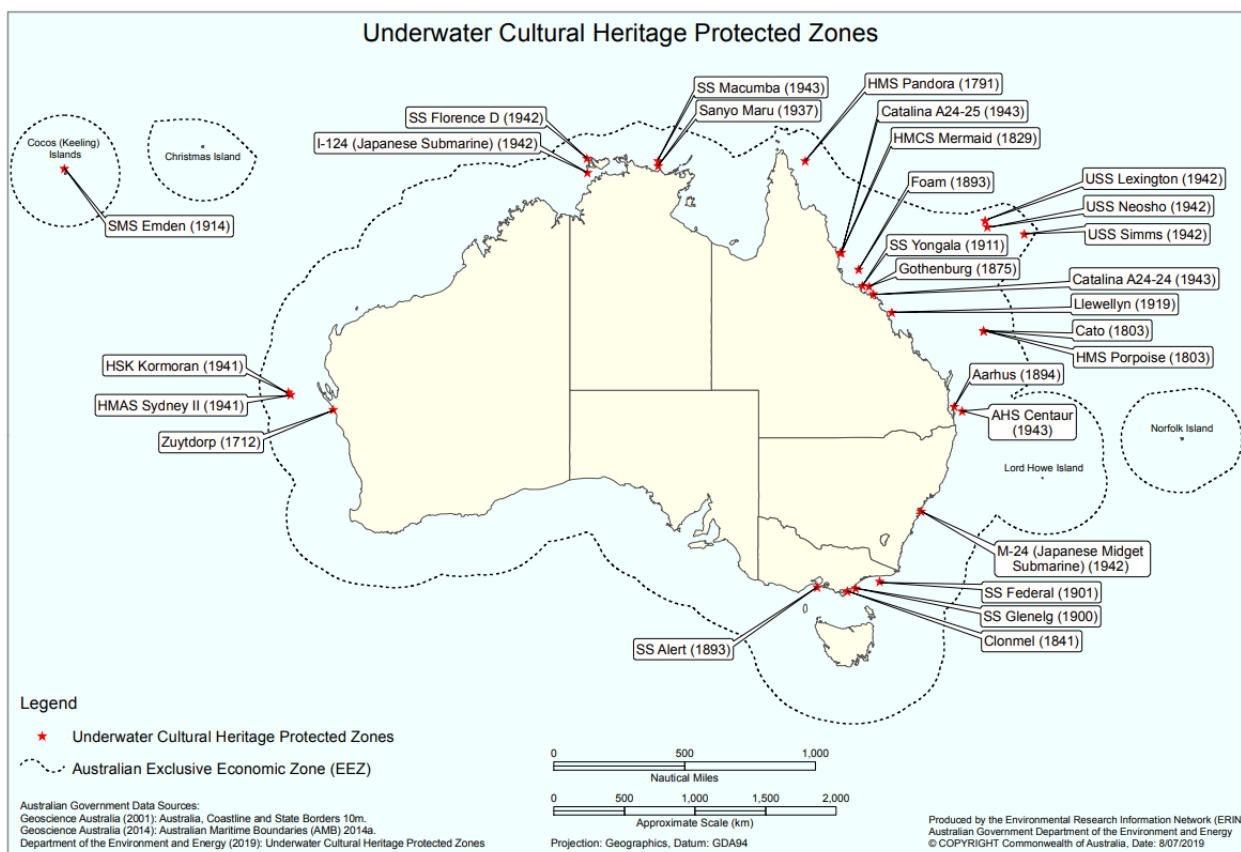 Underwater Cultural Heritage Protected Zones
SS Macumba (1943)
HMS Pandora (1791)
SS Florence D (1942)
Sanyo Maru (1937)
Catalina A24-25 (1943)
I-124 (Japanese Submarine) (1942)
HMCS Mermaid (1829)
Cocos (Keeling)
Islands
Christmas Island
Foam (1893)
USS Lexington (1942)
USS Neosho (1942)
SMS Emden (1914)
USS Simms (1942)
SS Yongala (1911)
Gothenburg (1875)
Catalina A24-24 (1943)
Llewellyn (1919)
Cato (1803)
HMS Porpoise (1803)
HSK Kormoran (1941)
Aarhus (1894)
HMAS Sydney II (1941)
AHS Centaur
(1943)
Zuytdorp (1712)
Norfolk Island
Lord Howe Island
M-24 (Japanese Midget
Submarine) (1942)
SS Federal (1901)
SS Glenelg (1900)
Clonmel (1841)
SS Alert (1893)
Legend
Underwater Cultural Heritage Protected Zones
Australian Exclusive Economic Zone (EEZ)
0 500 1,000
Nautical Miles
0 500 1,000 1,500 2,000
Approximate Scale (km)
Australian Government Data Sources:
Geoscience Australia (2001): Australia, Coastline and State Borders 10m.
Geoscience Australia (2014): Australian Maritime Boundaries (AMB) 2014a.
Department of the Environment and Energy (2019): Underwater Cultural Heritage Protected Zones
Projection: Geographics, Datum: GDA94
Produced by the Environmental Research Information Network (ERIN
Australian Government Department of the Environment and Energy
© COPYRIGHT Commonwealth of Australia, Date: 8/07/2019